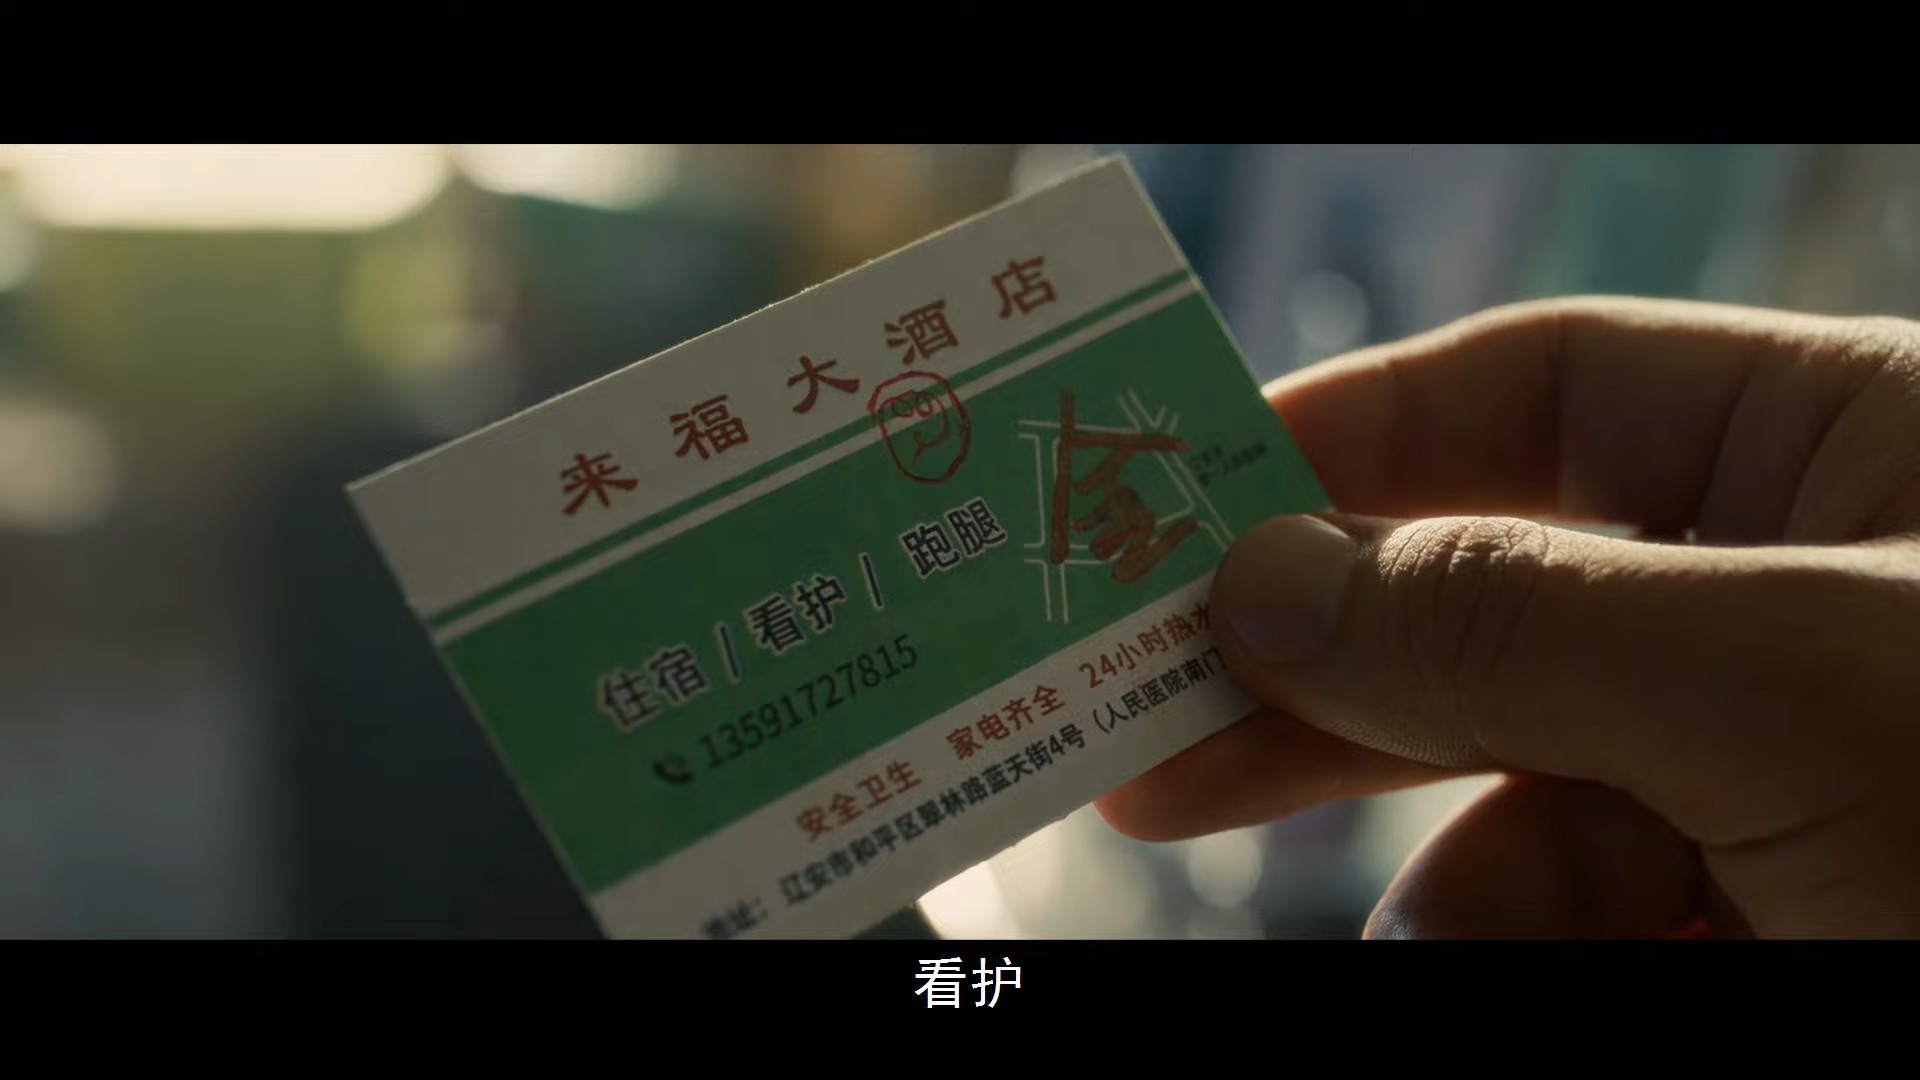 来福大酒店
全
住宿 | 看护 | 跑腿
13591727815
安全卫生 家电齐全 24小时热水
地址：辽安市和平区翠林路蓝天街4号（人民医院南门
看护